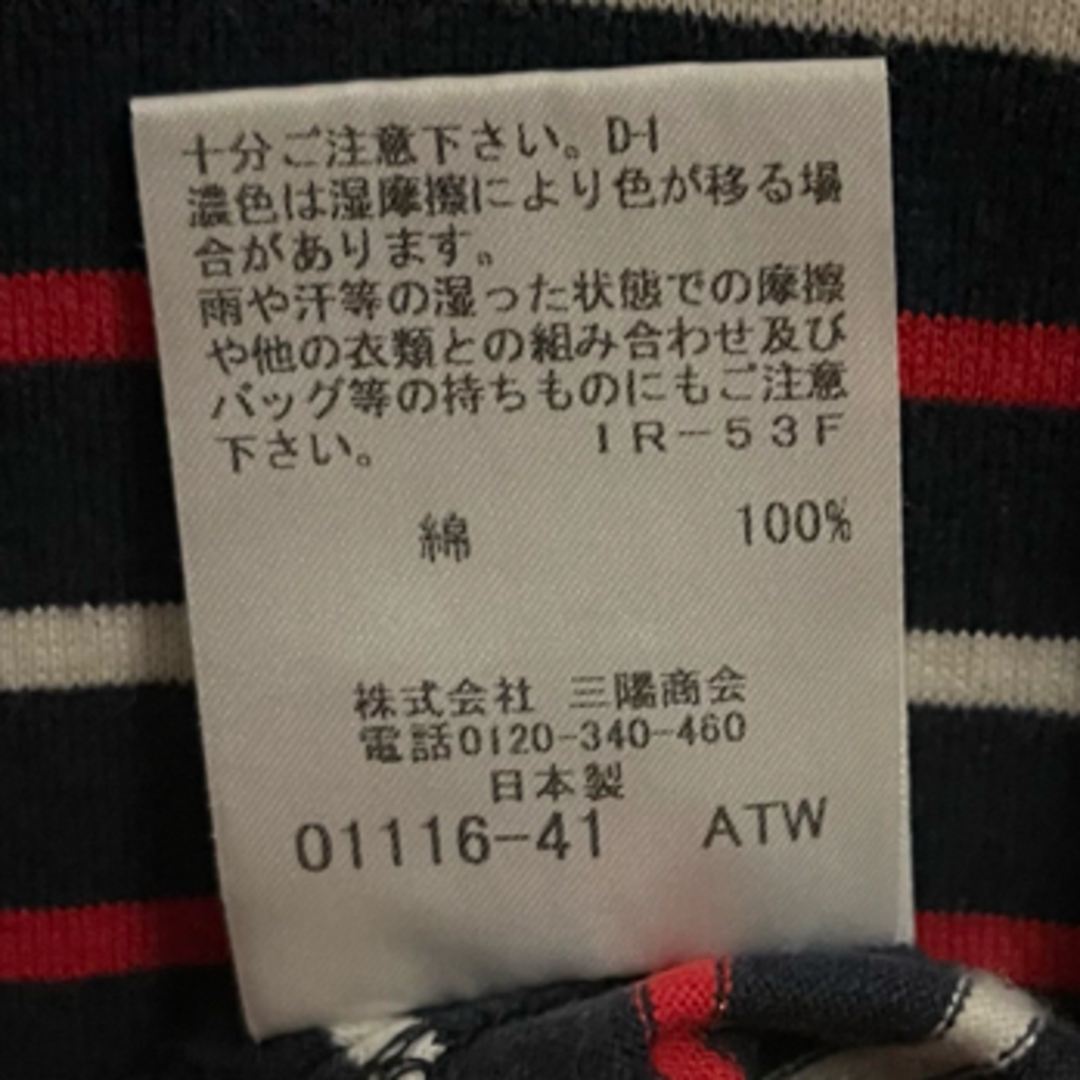 十分ご注意下さい。D-1
濃色は湿摩擦により色が移る場
合があります。
雨や汗等の湿った状態での摩擦
や他の衣類との組み合わせ及び
バッグ等の持ちものにもご注意
下さい。 IR-53F
綿 100%
株式会社 三陽商会
電話0120-340-460
日本製
01116-41 ATW